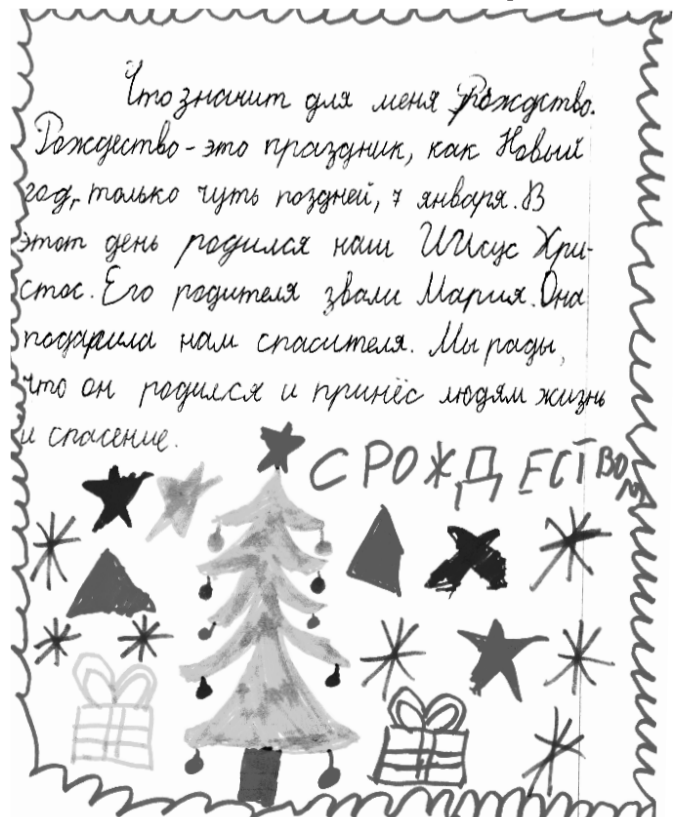 Что значит для меня Рождство.
Рождество - это праздник, как Новый
год, только чуть поздней, 7 января. В
этот день родился наш ИИсус Хри-
стос. Его родителя звали Мария. Она
подарила нам спасителя. Мы рады,
что он родился и принёс людям жизнь
и спасение.
С РОЖДЕСТВОМ